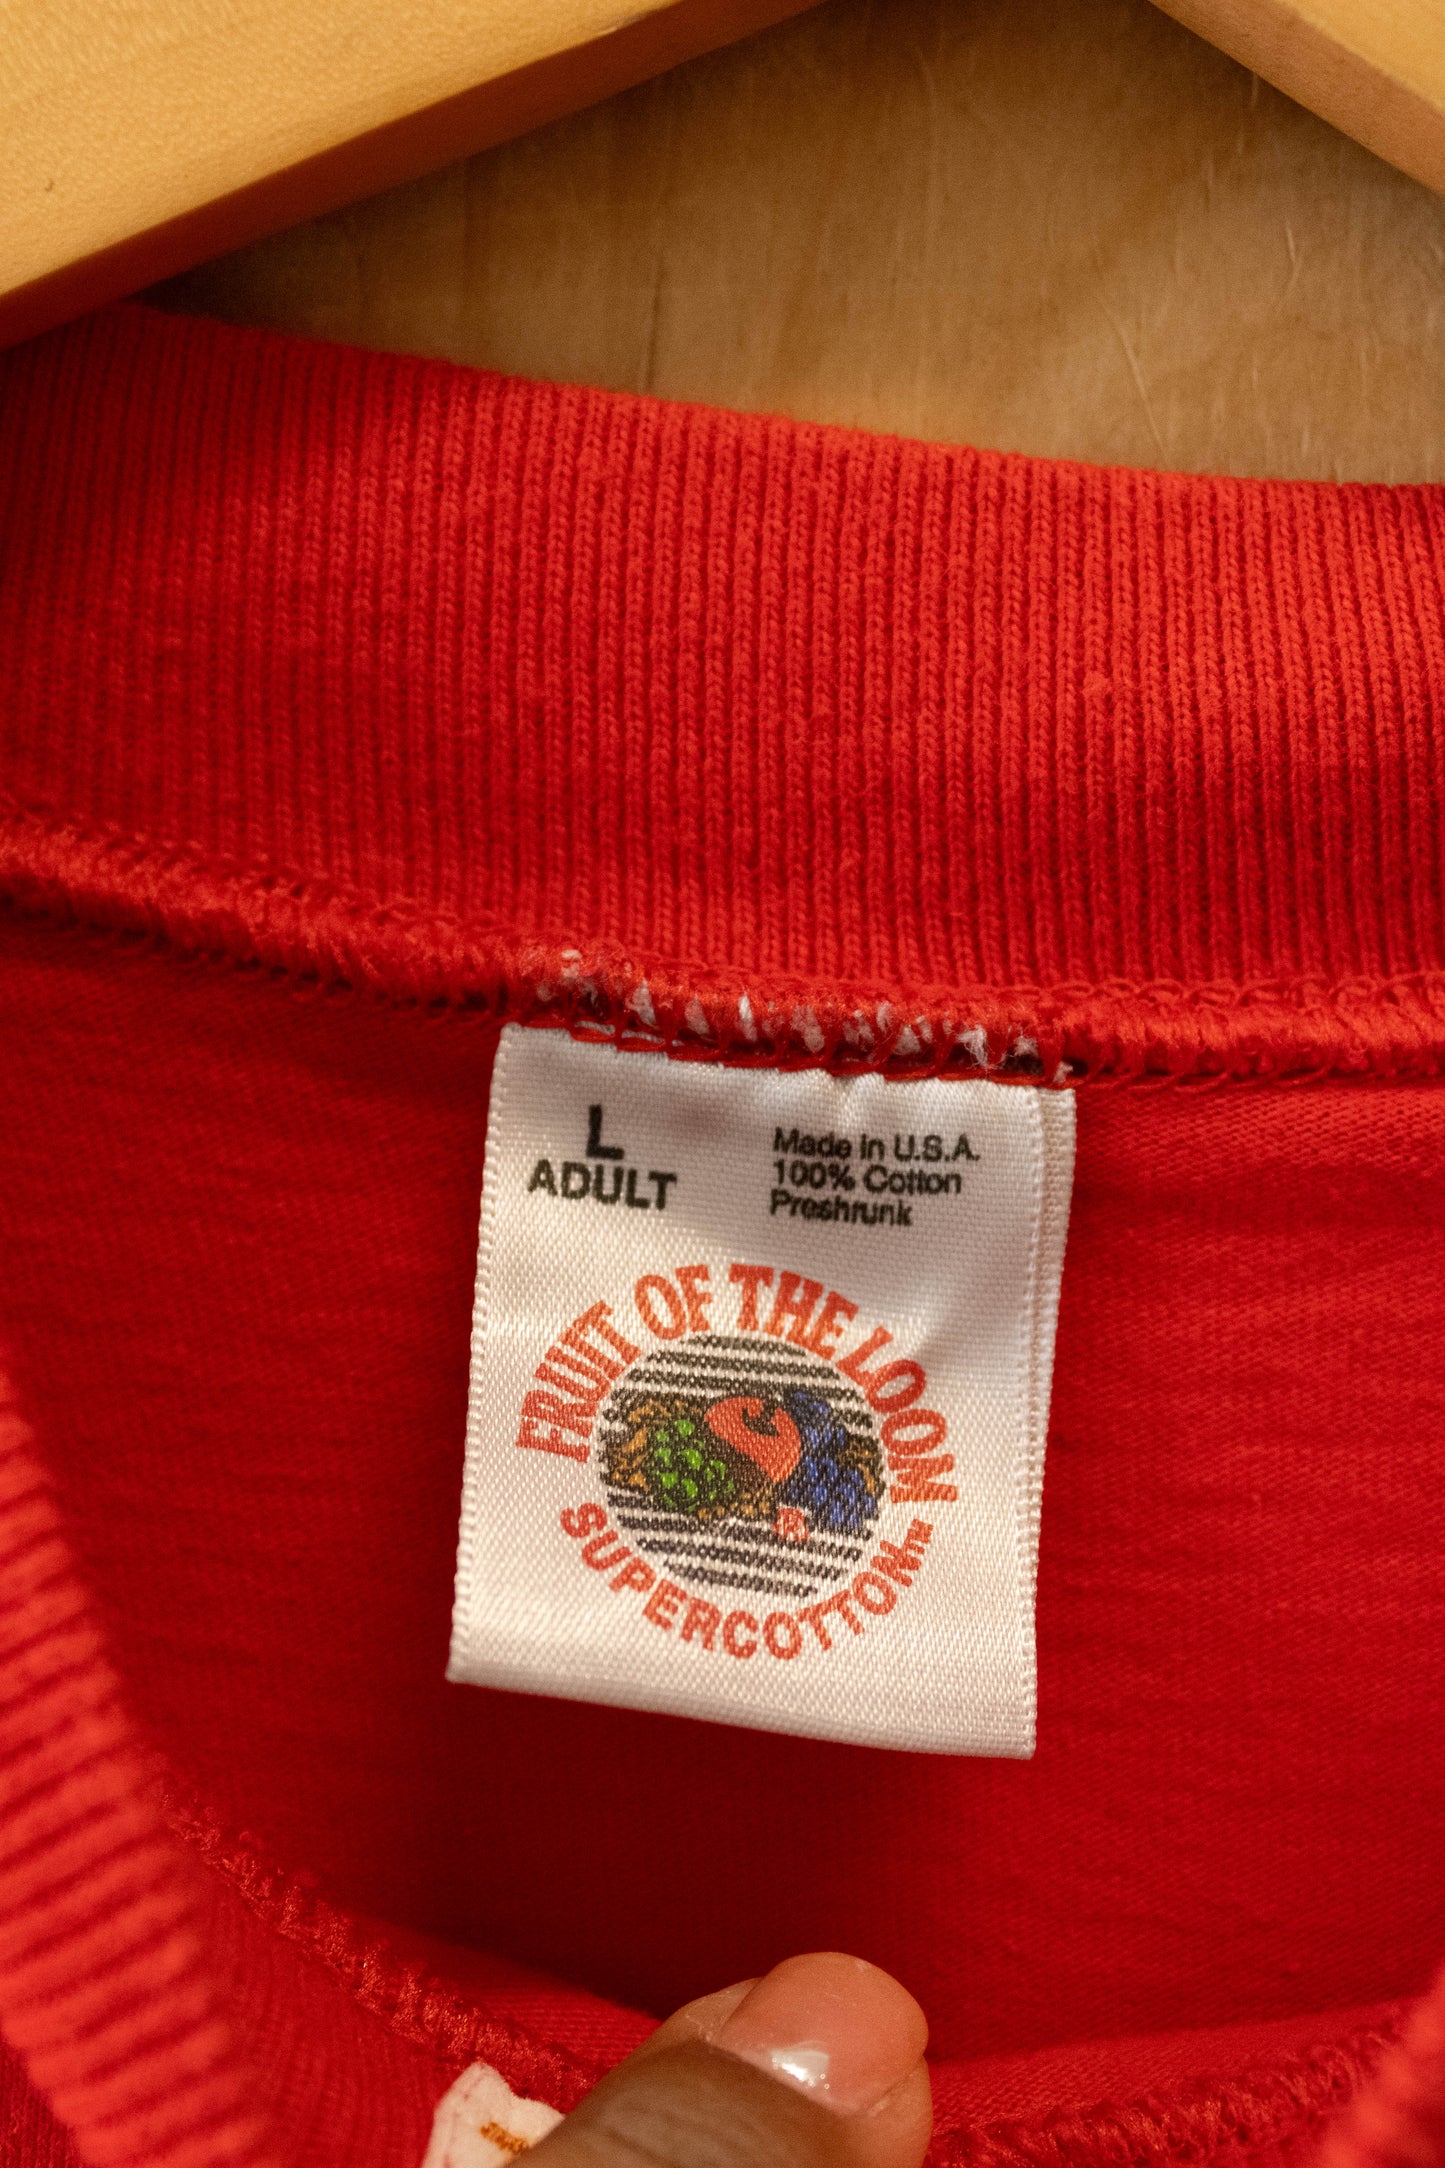 L
ADULT
Made in U.S.A.
100% Cotton
Preshrunk
FRUIT OF THE LOOM
®
SUPERCOTTON™